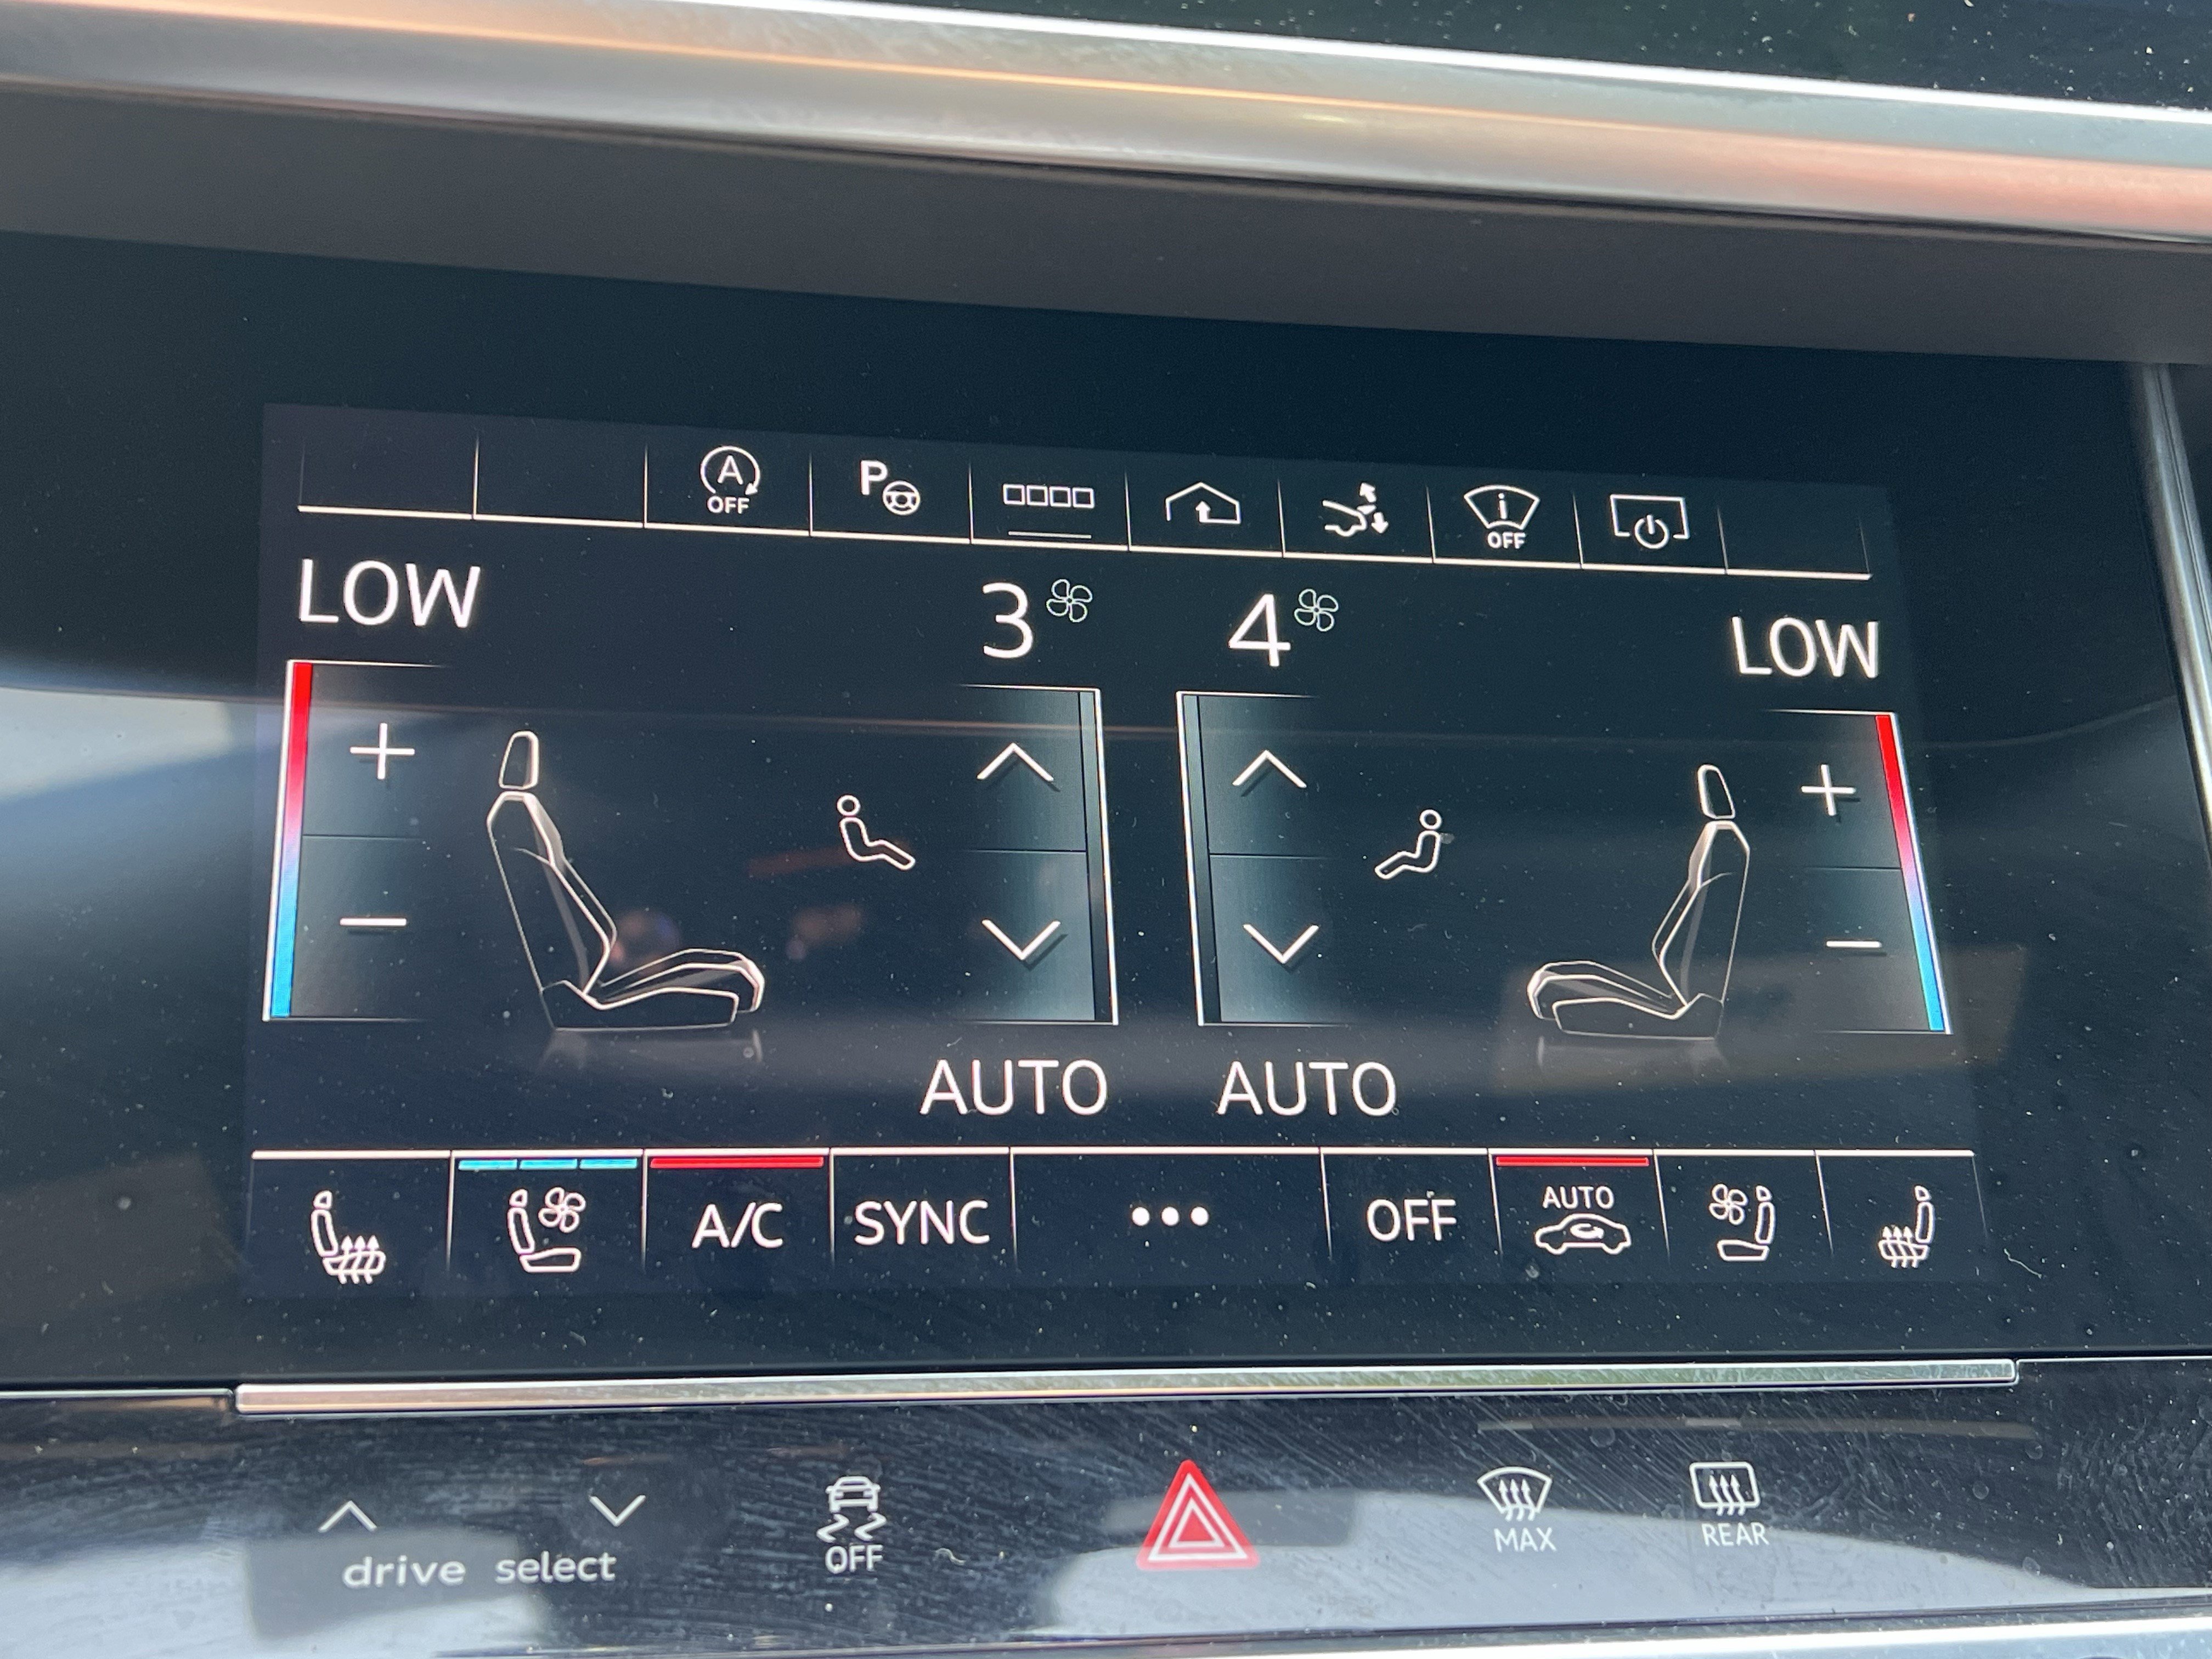 A
OFF
P
i
OFF
LOW
3
4
LOW
AUTO
AUTO
A/C
SYNC
OFF
AUTO
drive select
OFF
MAX
REAR